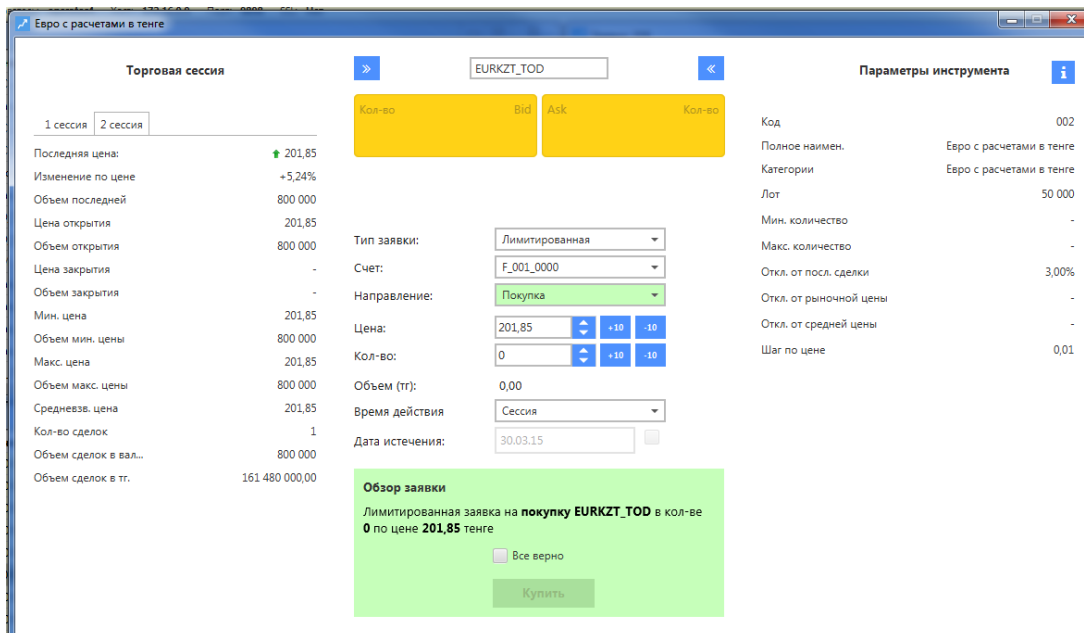 Евро с расчетами в тенге
Торговая сессия
1 сессия 2 сессия
Последняя цена: 201,85
Изменение по цене +5,24%
Объем последней 800 000
Цена открытия 201,85
Объем открытия 800 000
Цена закрытия -
Объем закрытия -
Мин. цена 201,85
Объем мин. цены 800 000
Макс. цена 201,85
Объем макс. цены 800 000
Средневзв. цена 201,85
Кол-во сделок 1
Объем сделок в вал... 800 000
Объем сделок в тг. 161 480 000,00
» EURKZT_TOD «
Кол-во Bid Ask Кол-во
Тип заявки: Лимитированная
Счет: F_001_0000
Направление: Покупка
Цена: 201,85 +10 -10
Кол-во: 0 +10 -10
Объем (тг): 0,00
Время действия Сессия
Дата истечения: 30.03.15
Обзор заявки
Лимитированная заявка на покупку EURKZT_TOD в кол-ве
0 по цене 201,85 тенге
Все верно
Купить
Параметры инструмента i
Код 002
Полное наимен. Евро с расчетами в тенге
Категории Евро с расчетами в тенге
Лот 50 000
Мин. количество -
Макс. количество -
Откл. от посл. сделки 3,00%
Откл. от рыночной цены -
Откл. от средней цены -
Шаг по цене 0,01